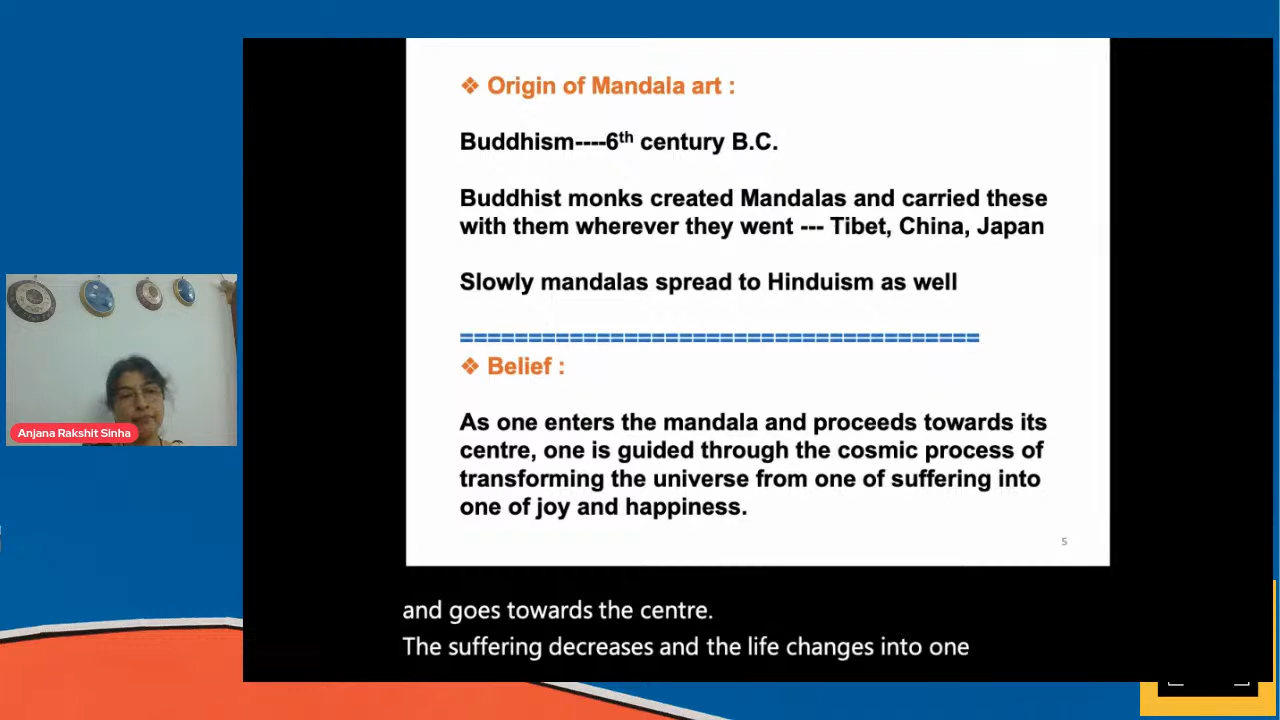 ❖ Origin of Mandala art :
Buddhism----6th century B.C.
Buddhist monks created Mandalas and carried these
with them wherever they went --- Tibet, China, Japan
Slowly mandalas spread to Hinduism as well
======================================
❖ Belief :
As one enters the mandala and proceeds towards its
centre, one is guided through the cosmic process of
transforming the universe from one of suffering into
one of joy and happiness.
5
Anjana Rakshit Sinha
and goes towards the centre.
The suffering decreases and the life changes into one